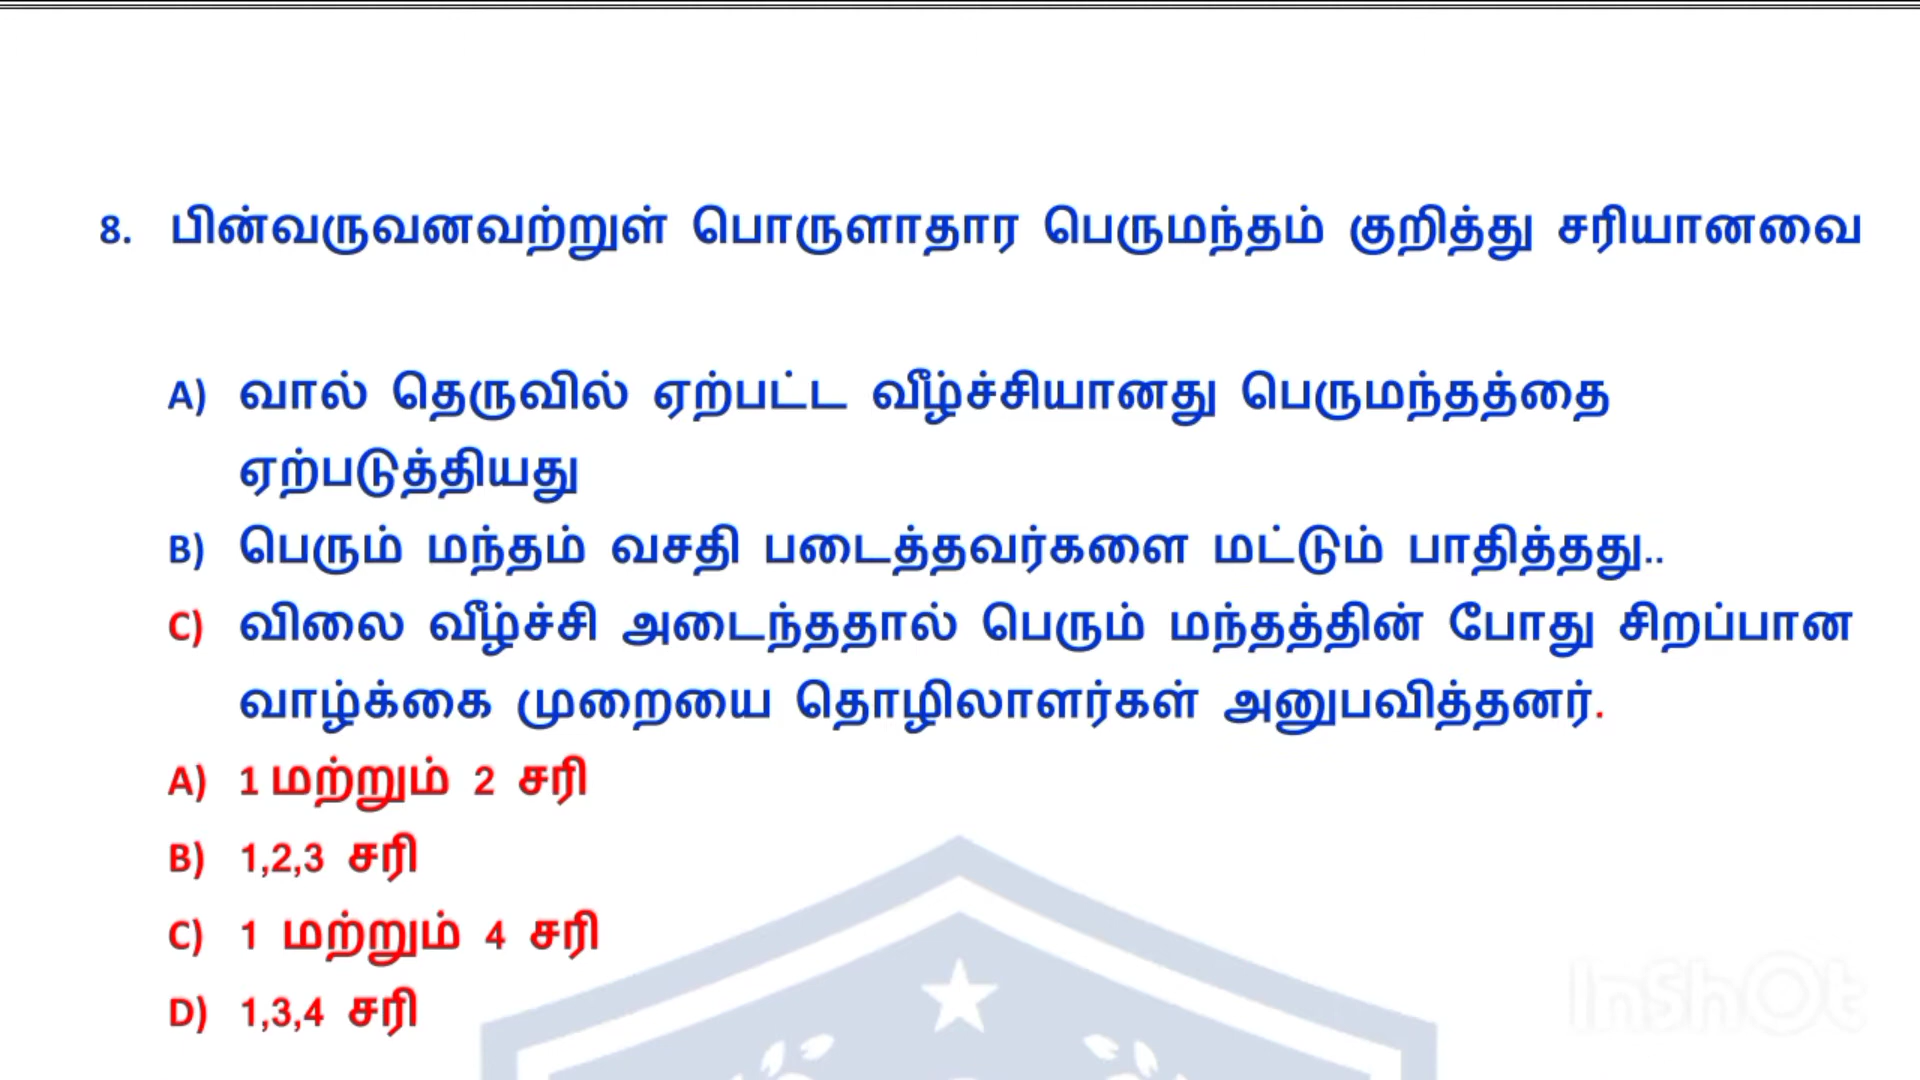 8. பின்வருவனவற்றுள் பொருளாதார பெருமந்தம் குறித்து சரியானவை
A) வால் தெருவில் ஏற்பட்ட வீழ்ச்சியானது பெருமந்தத்தை
ஏற்படுத்தியது
B) பெரும் மந்தம் வசதி படைத்தவர்களை மட்டும் பாதித்தது..
C) விலை வீழ்ச்சி அடைந்ததால் பெரும் மந்தத்தின் போது சிறப்பான
வாழ்க்கை முறையை தொழிலாளர்கள் அனுபவித்தனர்.
A) 1 மற்றும் 2 சரி
B) 1,2,3 சரி
C) 1 மற்றும் 4 சரி
D) 1,3,4 சரி
InShOt